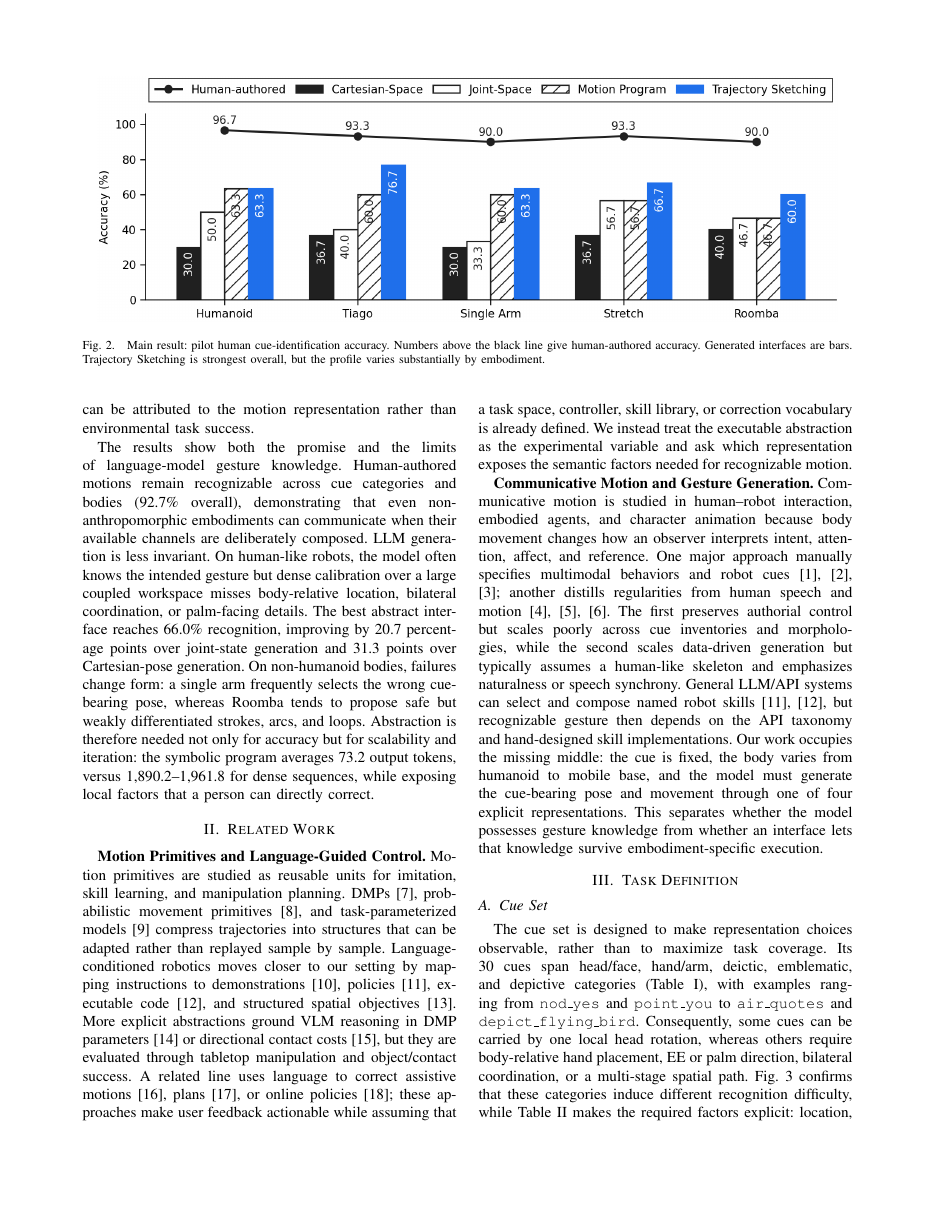 Human-authored Cartesian-Space Joint-Space Motion Program Trajectory Sketching
Accuracy (%)
100
80
60
40
20
0
96.7
93.3
90.0
93.3
90.0
30.0 50.0 63.3 63.3
36.7 40.0 60.0 76.7
30.0 33.3 60.0 63.3
36.7 56.7 56.7 66.7
40.0 46.7 46.7 60.0
Humanoid Tiago Single Arm Stretch Roomba
Fig. 2. Main result: pilot human cue-identification accuracy. Numbers above the black line give human-authored accuracy. Generated interfaces are bars.
Trajectory Sketching is strongest overall, but the profile varies substantially by embodiment.
can be attributed to the motion representation rather than
environmental task success.
The results show both the promise and the limits
of language-model gesture knowledge. Human-authored
motions remain recognizable across cue categories and
bodies (92.7% overall), demonstrating that even non-
anthropomorphic embodiments can communicate when their
available channels are deliberately composed. LLM genera-
tion is less invariant. On human-like robots, the model often
knows the intended gesture but dense calibration over a large
coupled workspace misses body-relative location, bilateral
coordination, or palm-facing details. The best abstract inter-
face reaches 66.0% recognition, improving by 20.7 percent-
age points over joint-state generation and 31.3 points over
Cartesian-pose generation. On non-humanoid bodies, failures
change form: a single arm frequently selects the wrong cue-
bearing pose, whereas Roomba tends to propose safe but
weakly differentiated strokes, arcs, and loops. Abstraction is
therefore needed not only for accuracy but for scalability and
iteration: the symbolic program averages 73.2 output tokens,
versus 1,890.2–1,961.8 for dense sequences, while exposing
local factors that a person can directly correct.
II. RELATED WORK
Motion Primitives and Language-Guided Control. Mo-
tion primitives are studied as reusable units for imitation,
skill learning, and manipulation planning. DMPs [7], prob-
abilistic movement primitives [8], and task-parameterized
models [9] compress trajectories into structures that can be
adapted rather than replayed sample by sample. Language-
conditioned robotics moves closer to our setting by map-
ping instructions to demonstrations [10], policies [11], ex-
ecutable code [12], and structured spatial objectives [13].
More explicit abstractions ground VLM reasoning in DMP
parameters [14] or directional contact costs [15], but they are
evaluated through tabletop manipulation and object/contact
success. A related line uses language to correct assistive
motions [16], plans [17], or online policies [18]; these ap-
proaches make user feedback actionable while assuming that
a task space, controller, skill library, or correction vocabulary
is already defined. We instead treat the executable abstraction
as the experimental variable and ask which representation
exposes the semantic factors needed for recognizable motion.
Communicative Motion and Gesture Generation. Com-
municative motion is studied in human–robot interaction,
embodied agents, and character animation because body
movement changes how an observer interprets intent, atten-
tion, affect, and reference. One major approach manually
specifies multimodal behaviors and robot cues [1], [2],
[3]; another distills regularities from human speech and
motion [4], [5], [6]. The first preserves authorial control
but scales poorly across cue inventories and morpholo-
gies, while the second scales data-driven generation but
typically assumes a human-like skeleton and emphasizes
naturalness or speech synchrony. General LLM/API systems
can select and compose named robot skills [11], [12], but
recognizable gesture then depends on the API taxonomy
and hand-designed skill implementations. Our work occupies
the missing middle: the cue is fixed, the body varies from
humanoid to mobile base, and the model must generate
the cue-bearing pose and movement through one of four
explicit representations. This separates whether the model
possesses gesture knowledge from whether an interface lets
that knowledge survive embodiment-specific execution.
III. TASK DEFINITION
A. Cue Set
The cue set is designed to make representation choices
observable, rather than to maximize task coverage. Its
30 cues span head/face, hand/arm, deictic, emblematic,
and depictive categories (Table I), with examples rang-
ing from nod_yes and point_you to air_quotes and
depict_flying_bird. Consequently, some cues can be
carried by one local head rotation, whereas others require
body-relative hand placement, EE or palm direction, bilateral
coordination, or a multi-stage spatial path. Fig. 3 confirms
that these categories induce different recognition difficulty,
while Table II makes the required factors explicit: location,